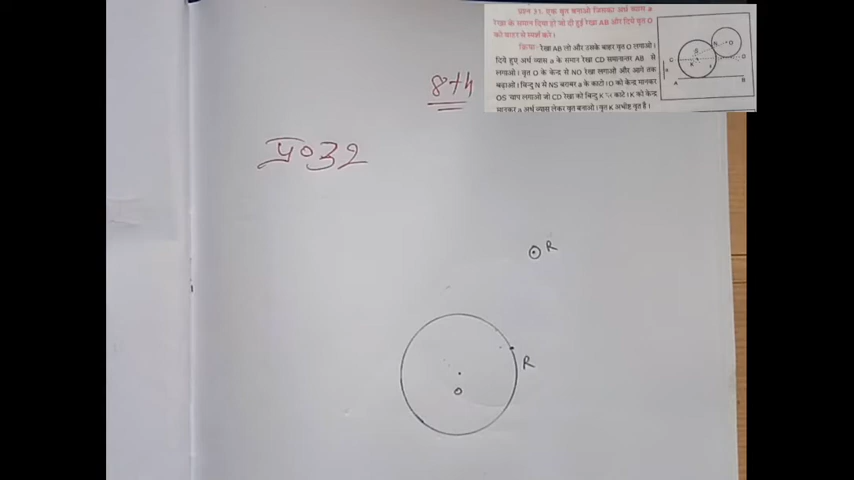 प्रश्न 31. एक वृत बनाओ जिसका अर्ध व्यास a
रेखा के समान दिया हो जो दी हुई रेखा AB और दिये वृत O
को बाहर से स्पर्श करे।
क्रिया- रेखा AB लो और उसके बाहर वृत O लगाओ।
दिये हुए अर्ध व्यास a के समान रेखा CD समानान्तर AB से
लगाओ। वृत O के केन्द से NO रेखा लगाओ और आगे तक
बढ़ाओ। बिन्दु N से NS बराबर a के काटो। O को केन्द मानकर
OS चाप लगाओ जो CD रेखा को बिन्दु K पर काटे। K को केन्द
मानकर a अर्ध व्यास लेकर वृत बनाओ। वृत K अभीष्ट वृत है।
8th
प्र०32
R
R
O
S
N
O
C
K
D
A
B